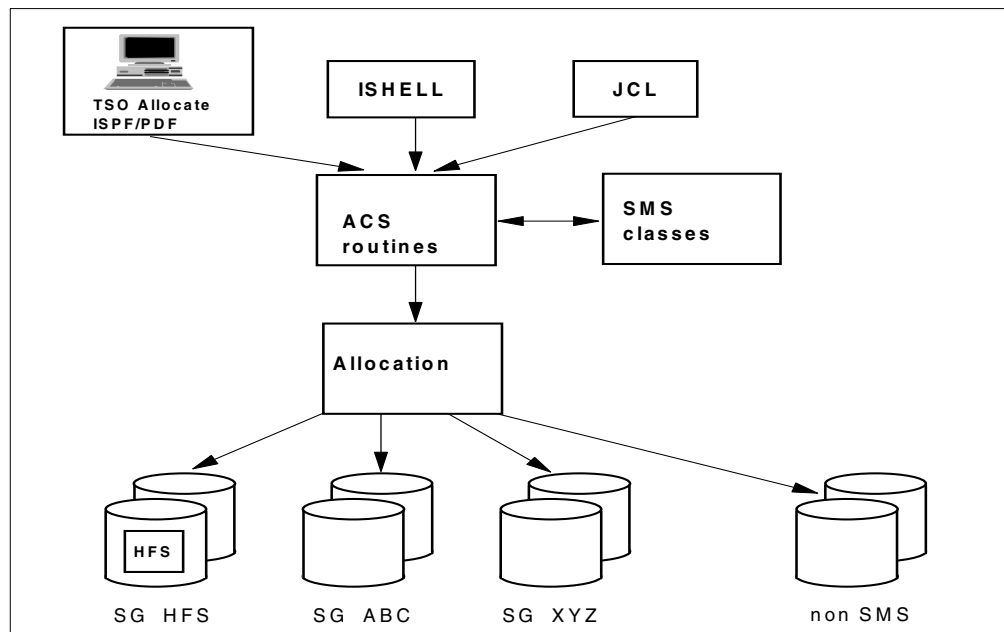 TSO Allocate
ISPF/PDF
ISHELL
JCL
ACS
routines
SMS
classes
Allocation
HFS
SG HFS
SG ABC
SG XYZ
non SMS